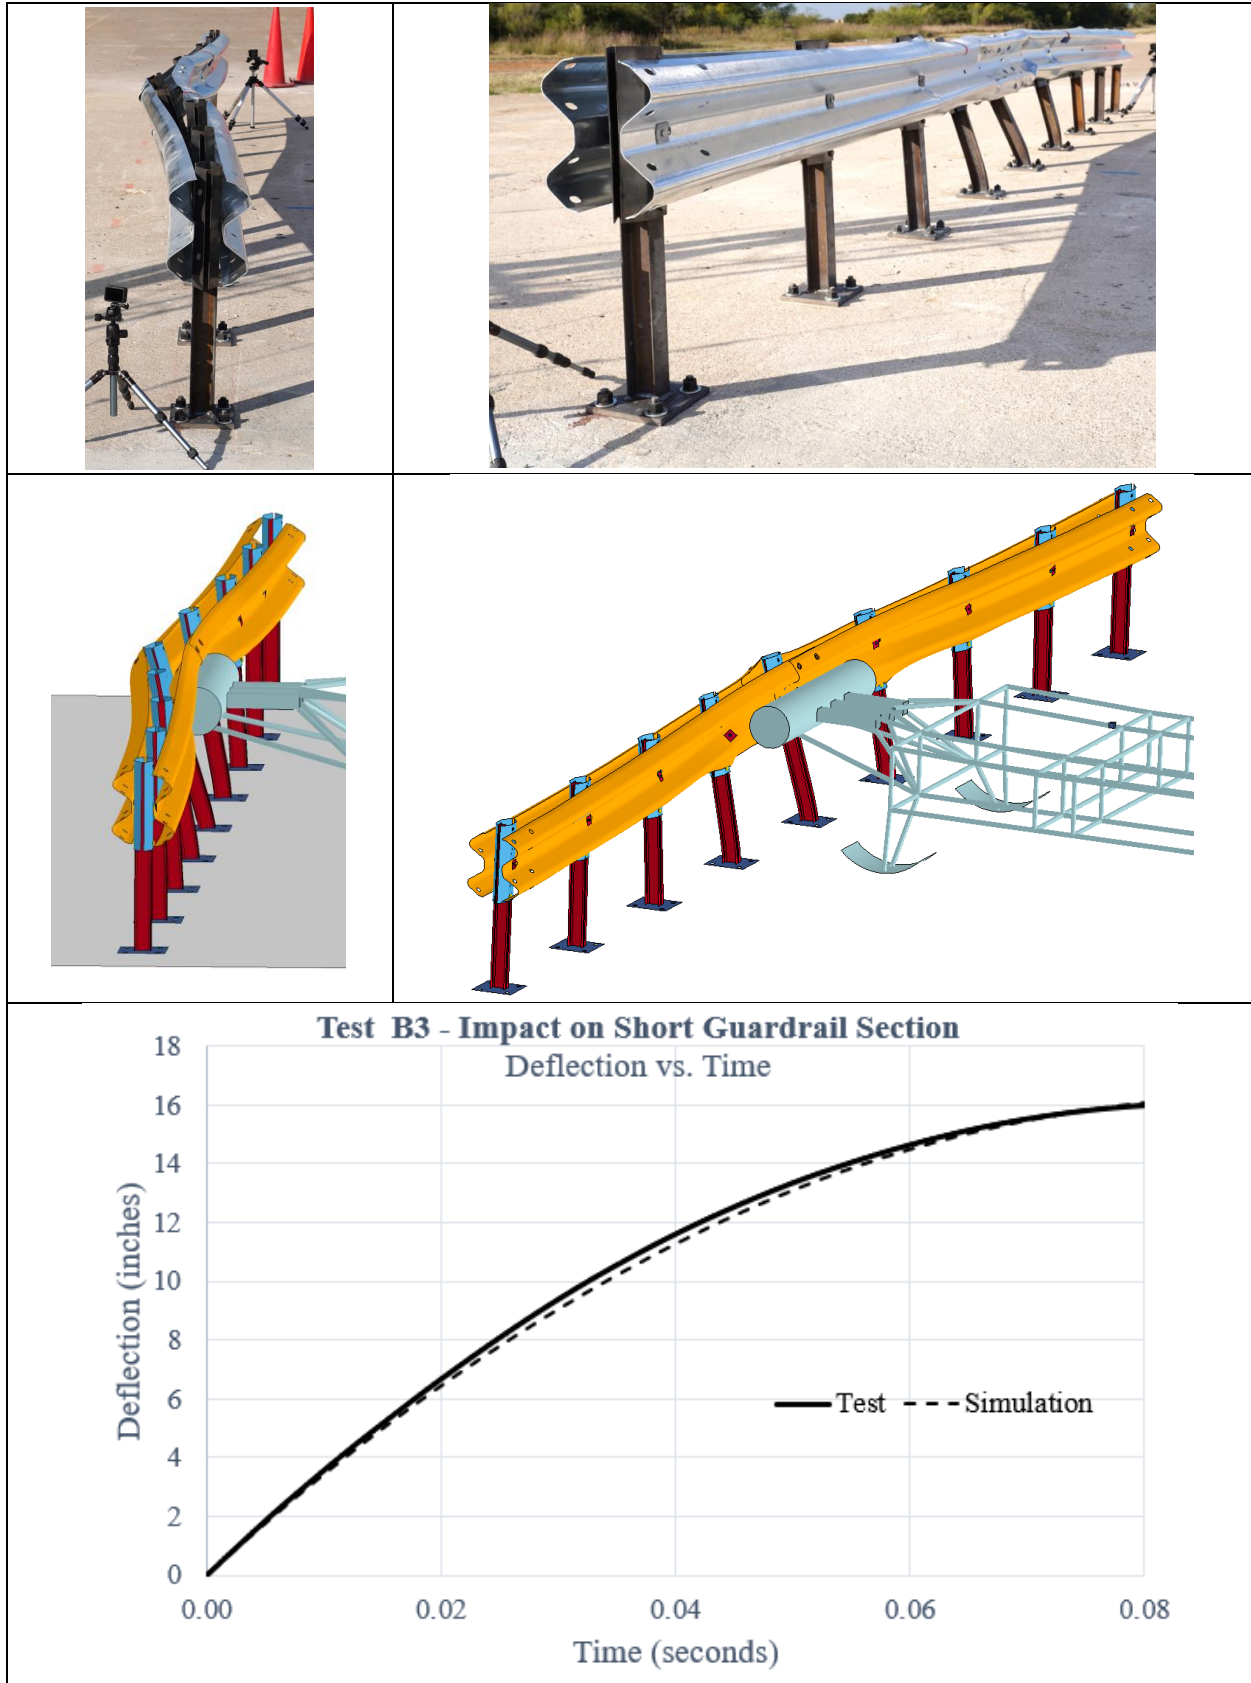 Test B3 - Impact on Short Guardrail Section
Deflection vs. Time
18
16
14
12
10
8
6
4
2
0
Deflection (inches)
Test
Simulation
0.00 0.02 0.04 0.06 0.08
Time (seconds)